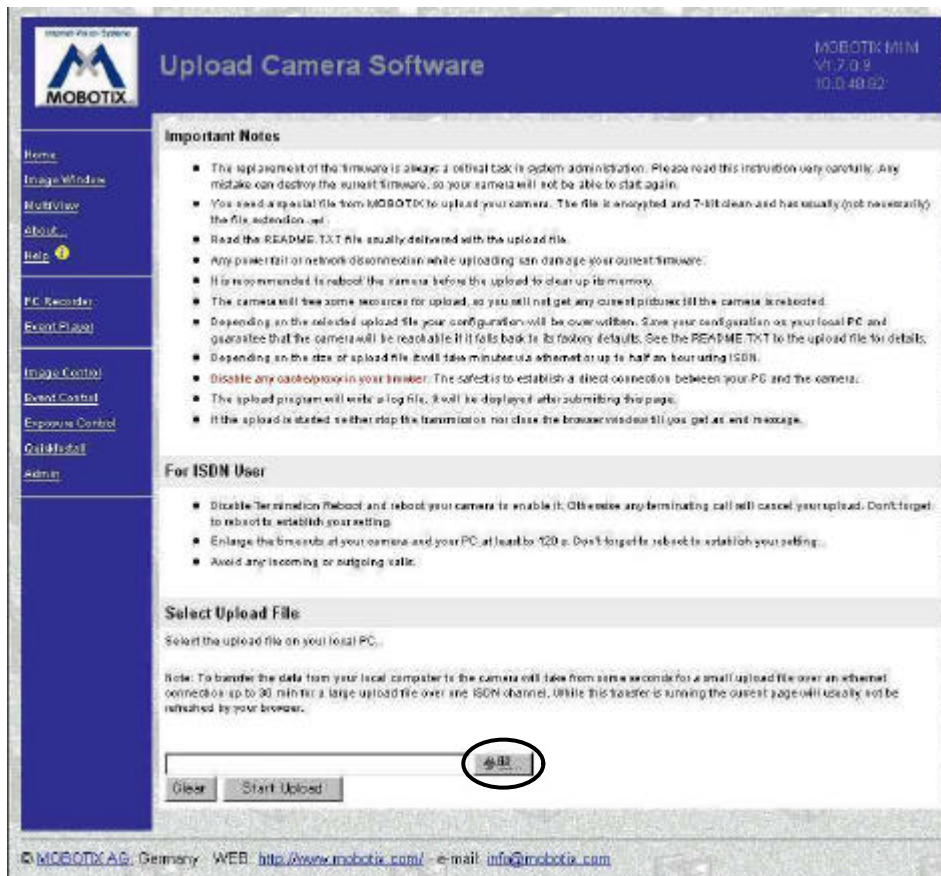 Internet Vision Systems
MOBOTIX
Upload Camera Software
MOBOTIX M1M
V1.7.0.9
10.0.49.92
Home
Image Window
MultiView
About...
Help
PC Recorder
Event Player
Image Control
Event Control
Exposure Control
QuickInstall
Admin
Important Notes
The replacement of the firmware is always a critical task in system administration. Please read this instruction very carefully. Any
mistake can destroy the current firmware, so your camera will not be able to start again.
You need a special file from MOBOTIX to upload your camera. The file is encrypted and 7-bit clean and has usually (not necessarily)
the file extension
Read the README.TXT file usually delivered with the upload file.
Any power fail or network disconnection while uploading can damage your current firmware.
It is recommended to reboot the camera before the upload to clear up its memory.
The camera will free some resources for upload, so you will not get any current pictures till the camera is rebooted.
Depending on the selected upload file your configuration will be overwritten. Save your configuration on your local PC and
guarantee that the camera will be reachable if it falls back to its factory defaults. See the README.TXT to the upload file for details.
Depending on the size of upload file it will take minutes via ethernet or up to half an hour using ISDN.
Disable any cache/proxy in your browser. The safest is to establish a direct connection between your PC and the camera.
The upload program will write a log file. It will be displayed after submitting this page.
If the upload is started neither stop the transmission nor close the browser window till you get an end message.
For ISDN User
Disable Termination Reboot and reboot your camera to enable it. Otherwise any terminating call will cancel your upload. Don't forget
to reboot to establish your setting.
Enlarge the timeouts at your camera and your PC at least to 120 s. Don't forget to reboot to establish your setting.
Avoid any incoming or outgoing calls.
Select Upload File
Select the upload file on your local PC.
Note: To transfer the data from your local computer to the camera will take from some seconds for a small upload file over an ethernet
connection up to 30 min for a large upload file over one ISDN channel. While this transfer is running the current page will usually not be
refreshed by your browser.
参照...
Clear Start Upload
© MOBOTIX AG, Germany WEB: http://www.mobotix.com/ - e-mail: info@mobotix.com